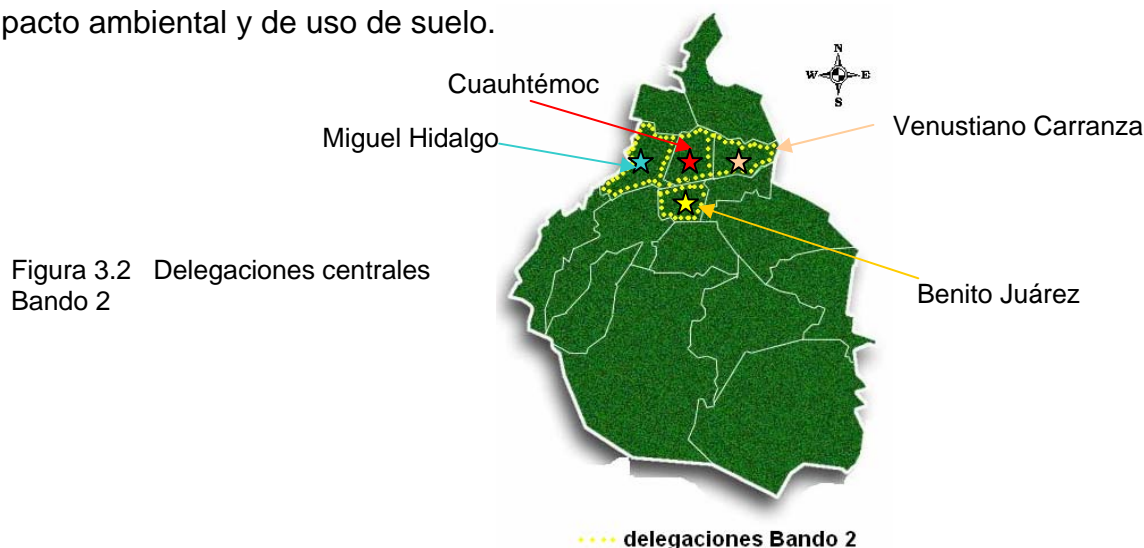 pacto ambiental y de uso de suelo.
N
W E
S
Cuauhtémoc
Miguel Hidalgo
Venustiano Carranza
Figura 3.2 Delegaciones centrales
Bando 2
Benito Juárez
delegaciones Bando 2